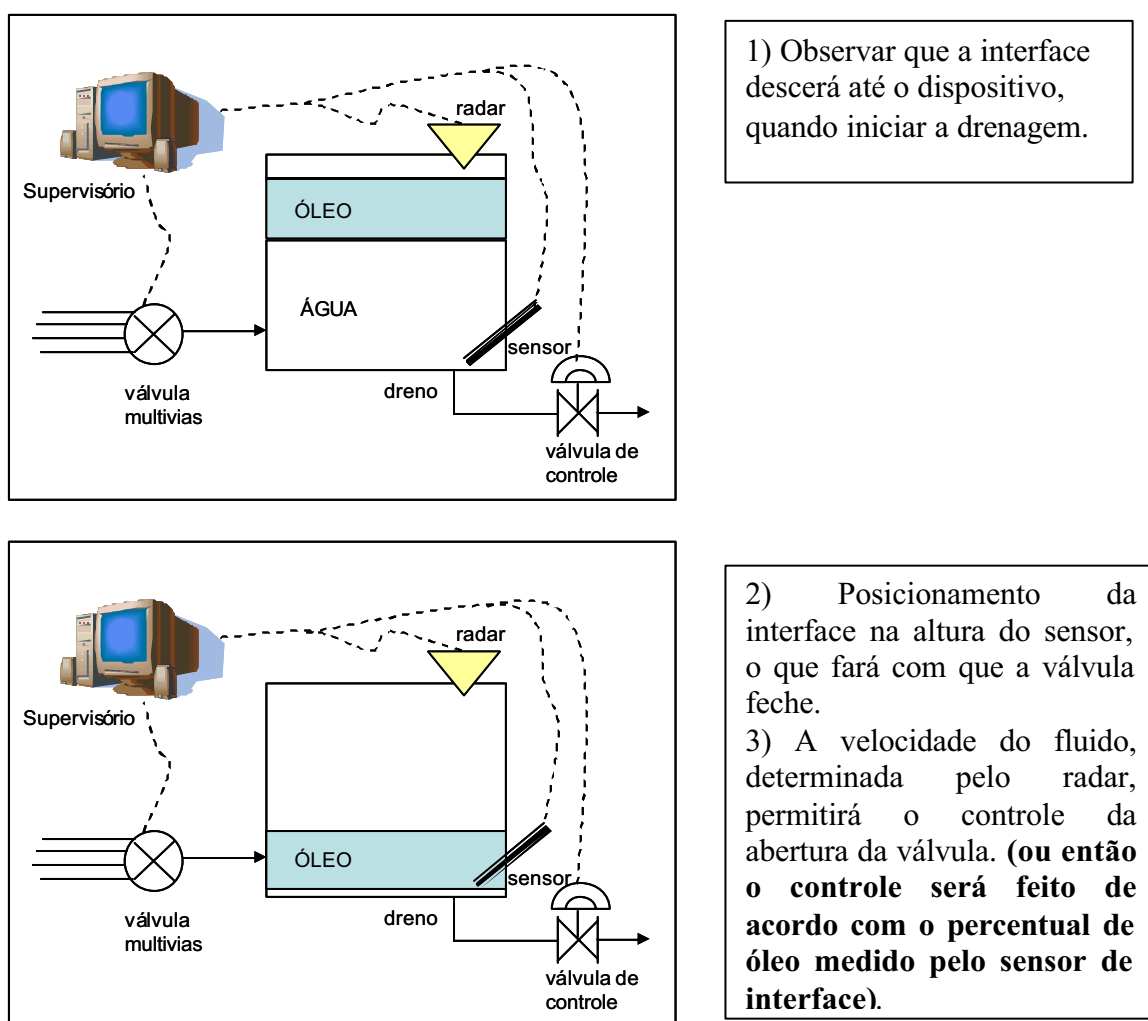 radar
Supervisório
ÓLEO
ÁGUA
sensor
dreno
válvula
multivias
válvula de
controle
1) Observar que a interface
descerá até o dispositivo,
quando iniciar a drenagem.
radar
Supervisório
ÓLEO
sensor
dreno
válvula
multivias
válvula de
controle
2) Posicionamento da
interface na altura do sensor,
o que fará com que a válvula
feche.
3) A velocidade do fluido,
determinada pelo radar,
permitirá o controle da
abertura da válvula. (ou então
o controle será feito de
acordo com o percentual de
óleo medido pelo sensor de
interface).